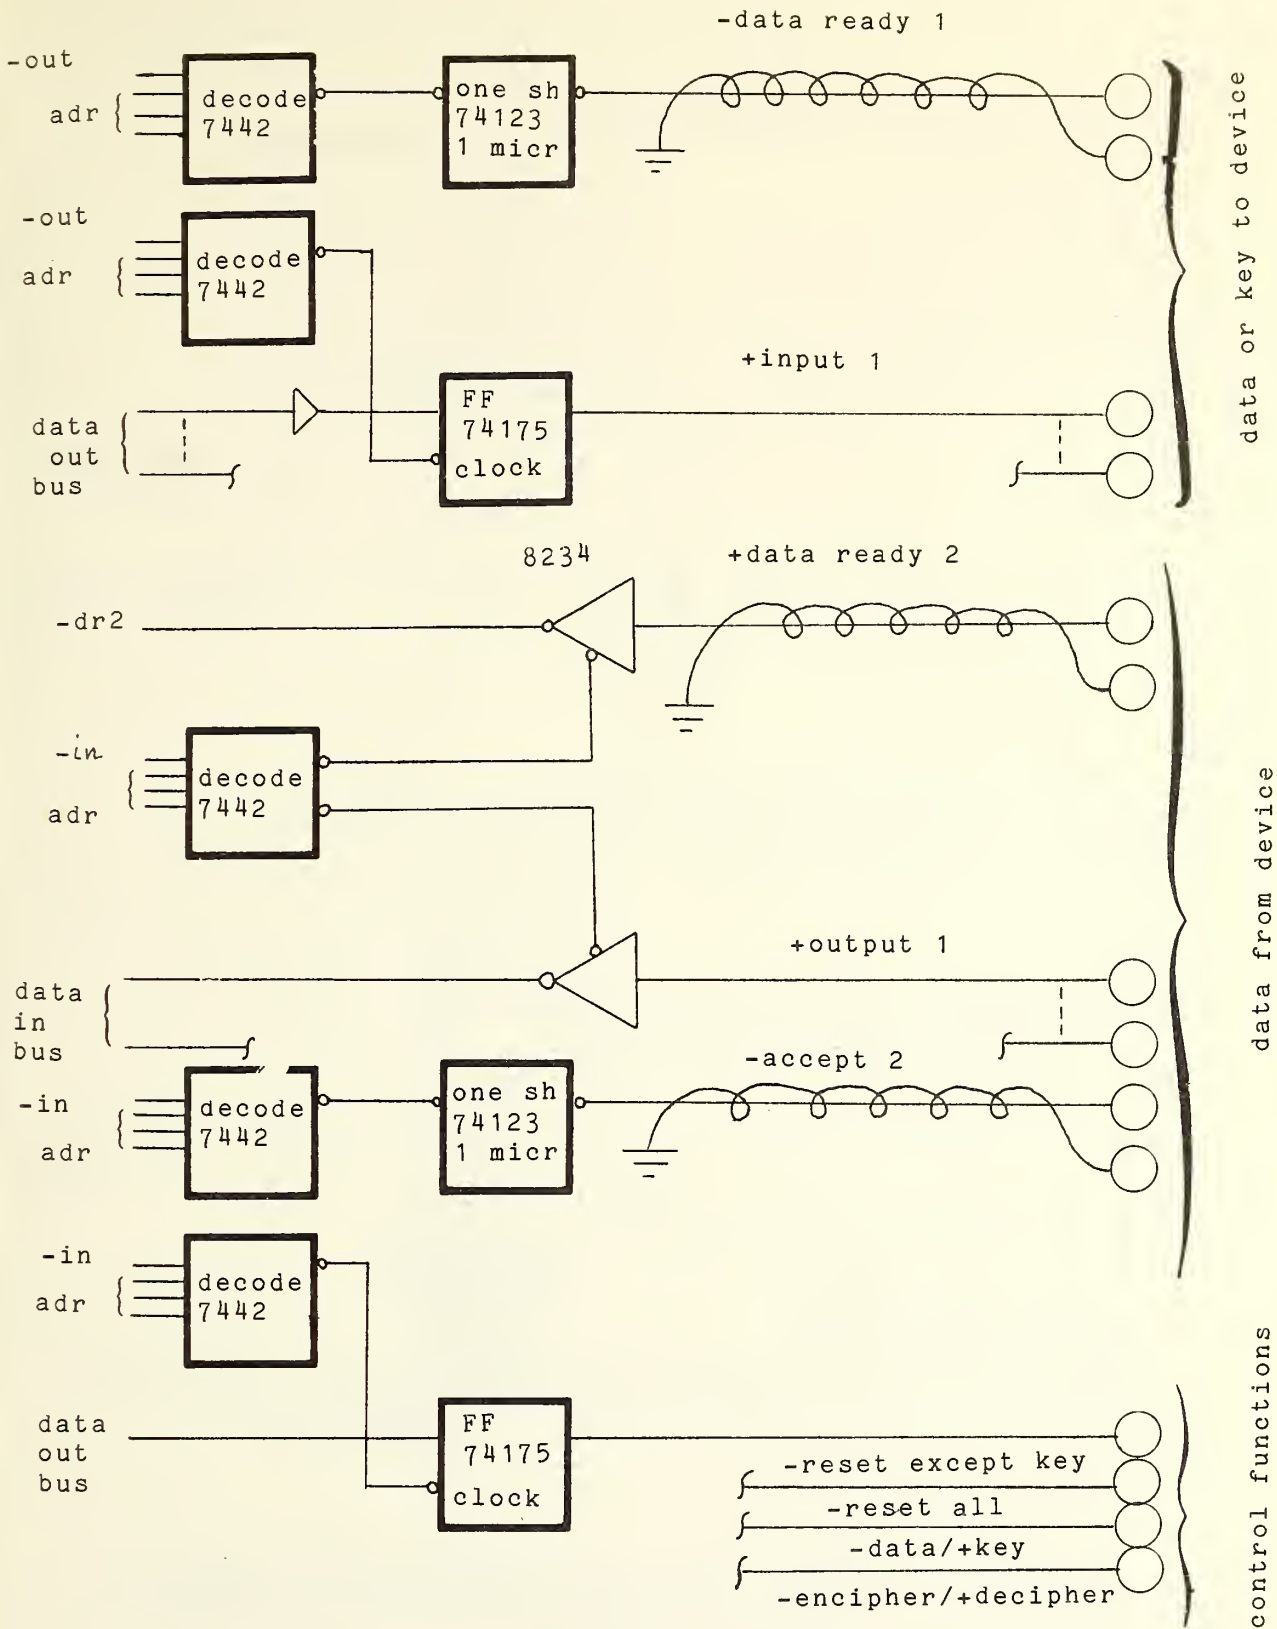 -data ready 1
-out
adr
decode
7442
one sh
74123
1 micr
-out
adr
decode
7442
+input 1
data
out
bus
FF
74175
clock
data or key to device
8234
+data ready 2
-dr2
-in
adr
decode
7442
+output 1
data
in
bus
-accept 2
-in
adr
decode
7442
one sh
74123
1 micr
data from device
-in
adr
decode
7442
data
out
bus
FF
74175
clock
-reset except key
-reset all
-data/+key
-encipher/+decipher
control functions